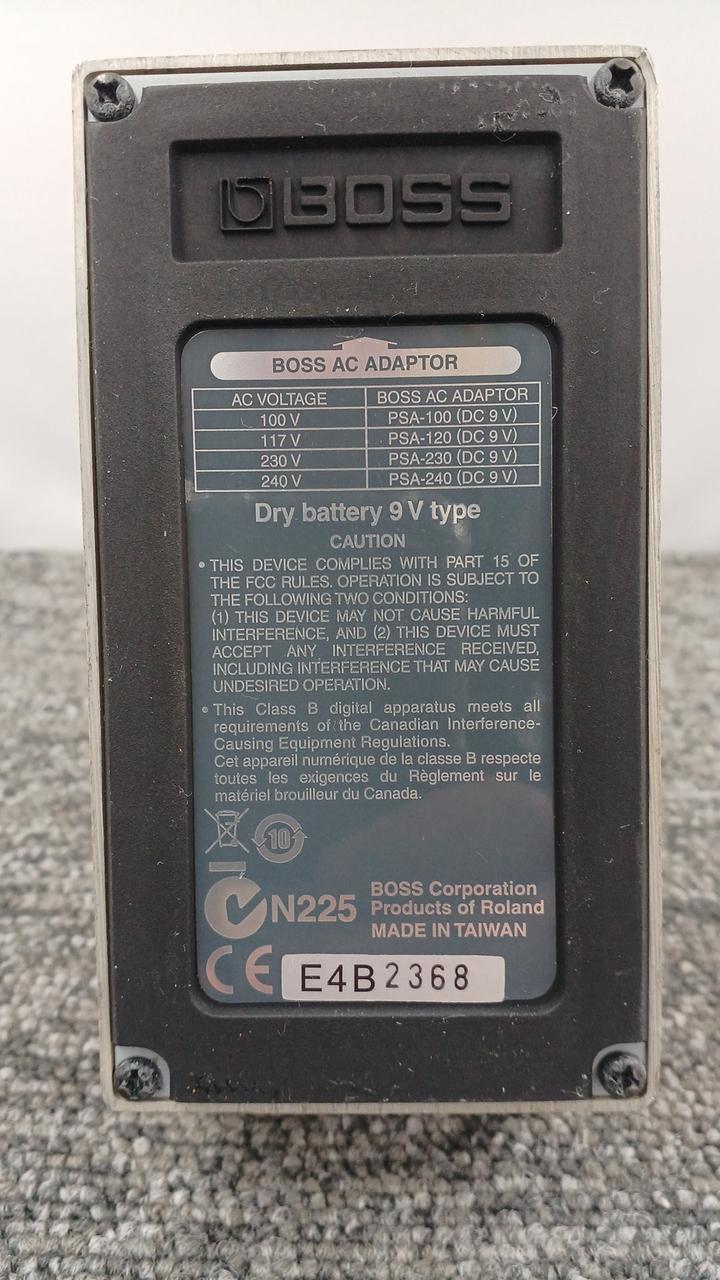 BOSS
BOSS AC ADAPTOR
AC VOLTAGE BOSS AC ADAPTOR
100 V PSA-100 (DC 9 V)
117 V PSA-120 (DC 9 V)
230 V PSA-230 (DC 9 V)
240 V PSA-240 (DC 9 V)
Dry battery 9 V type
CAUTION
• THIS DEVICE COMPLIES WITH PART 15 OF
THE FCC RULES. OPERATION IS SUBJECT TO
THE FOLLOWING TWO CONDITIONS:
(1) THIS DEVICE MAY NOT CAUSE HARMFUL
INTERFERENCE, AND (2) THIS DEVICE MUST
ACCEPT ANY INTERFERENCE RECEIVED,
INCLUDING INTERFERENCE THAT MAY CAUSE
UNDESIRED OPERATION.
• This Class B digital apparatus meets all
requirements of the Canadian Interference-
Causing Equipment Regulations.
Cet appareil numérique de la classe B respecte
toutes les exigences du Règlement sur le
matériel brouilleur du Canada.
10
N225
BOSS Corporation
Products of Roland
MADE IN TAIWAN
CE
E4B2368